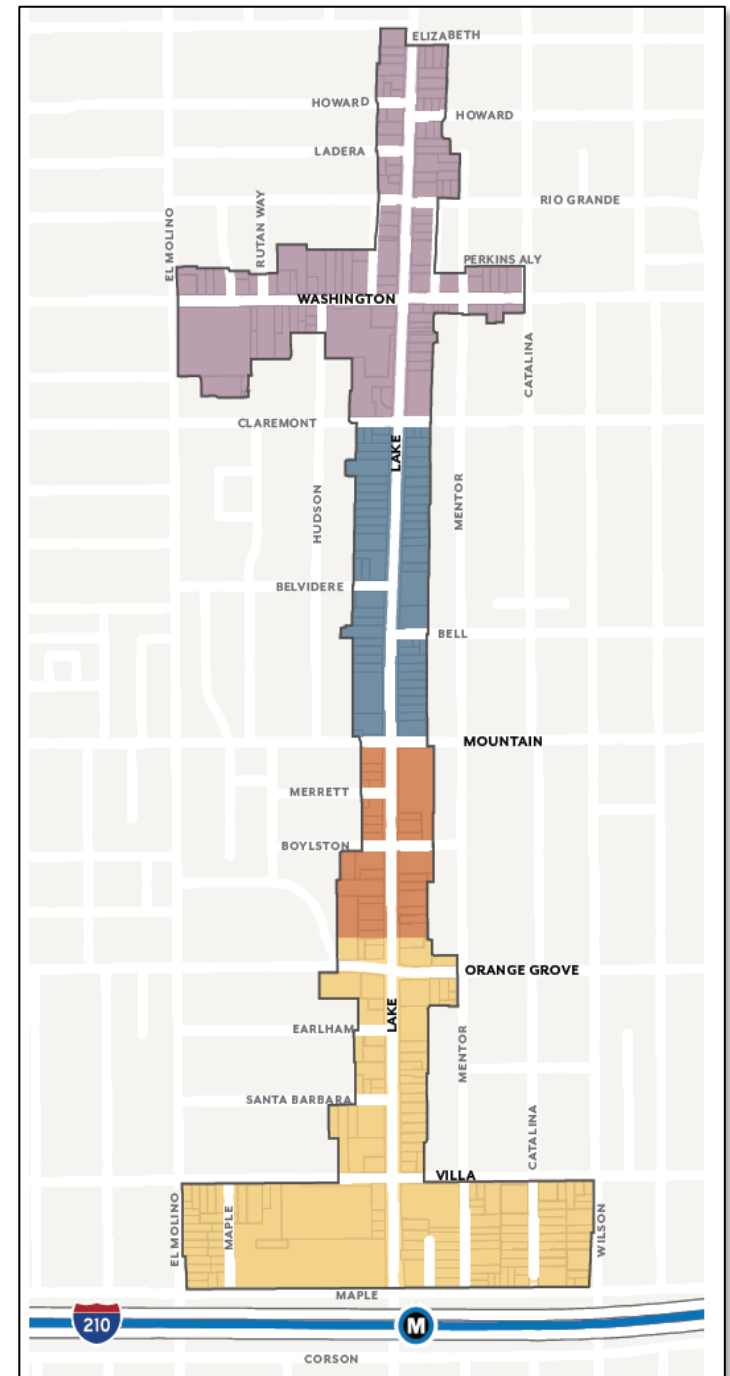 ELIZABETH
HOWARD
HOWARD
LADERA
RIO GRANDE
EL MOLINO
RUTAN WAY
PERKINS ALY
WASHINGTON
CATALINA
CLAREMONT
LAKE
HUDSON
MENTOR
BELVIDERE
BELL
MOUNTAIN
MERRETT
BOYLSTON
ORANGE GROVE
LAKE
EARLHAM
MENTOR
SANTA BARBARA
CATALINA
VILLA
EL MOLINO
MAPLE
WILSON
MAPLE
210
M
CORSON